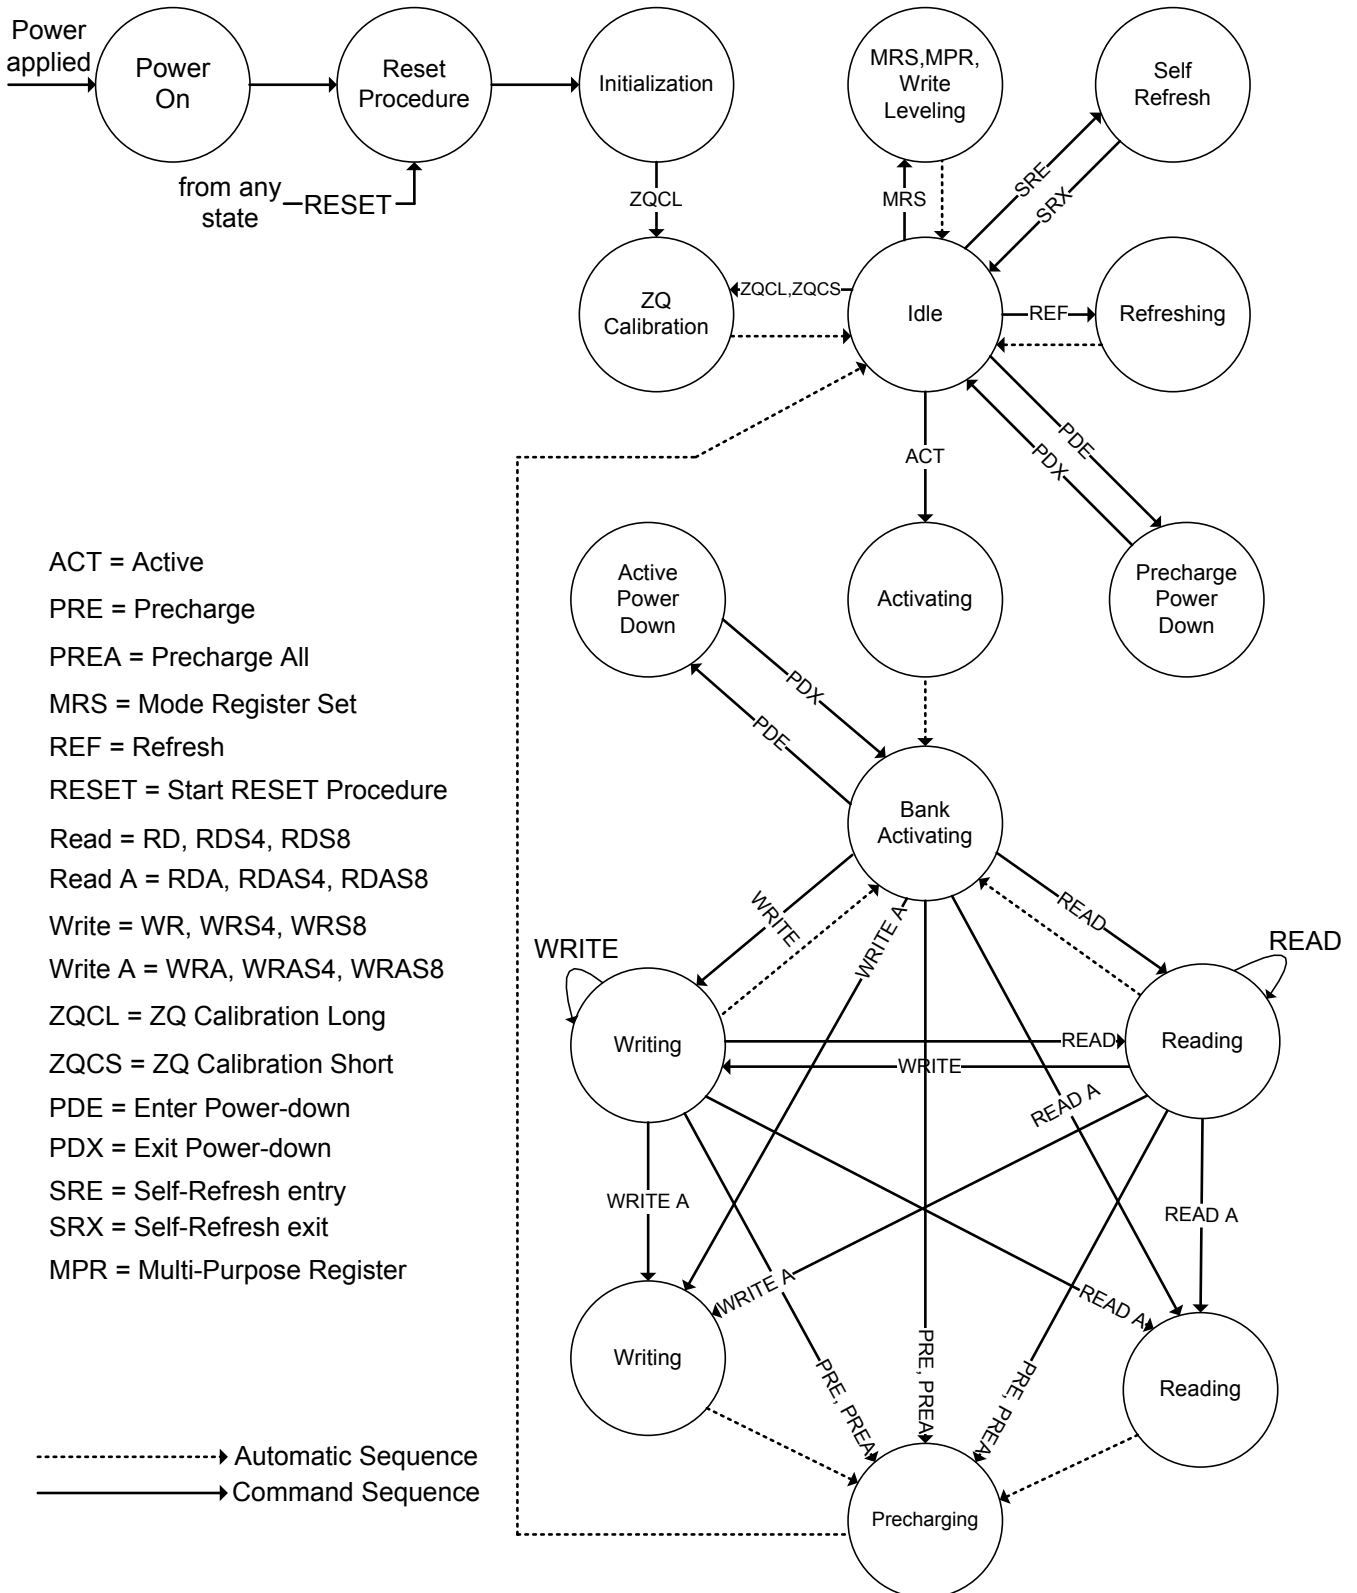 Power
applied
Power
On
Reset
Procedure
Initialization
MRS,MPR,
Write
Leveling
Self
Refresh
from any
state
RESET
ZQCL
MRS
SRE
SRX
ZQ
Calibration
ZQCL,ZQCS
Idle
REF
Refreshing
ACT
PDE
PDX
Active
Power
Down
Activating
Precharge
Power
Down
PDX
PDE
Bank
Activating
ACT = Active
PRE = Precharge
PREA = Precharge All
MRS = Mode Register Set
REF = Refresh
RESET = Start RESET Procedure
Read = RD, RDS4, RDS8
Read A = RDA, RDAS4, RDAS8
Write = WR, WRS4, WRS8
Write A = WRA, WRAS4, WRAS8
ZQCL = ZQ Calibration Long
ZQCS = ZQ Calibration Short
PDE = Enter Power-down
PDX = Exit Power-down
SRE = Self-Refresh entry
SRX = Self-Refresh exit
MPR = Multi-Purpose Register
WRITE
WRITE
WRITE A
READ
READ
Writing
READ
WRITE
Reading
READ A
WRITE A
READ A
WRITE A
READ A
Writing
PRE, PREA
PRE, PREA
PRE, PREA
Reading
Precharging
Automatic Sequence
Command Sequence